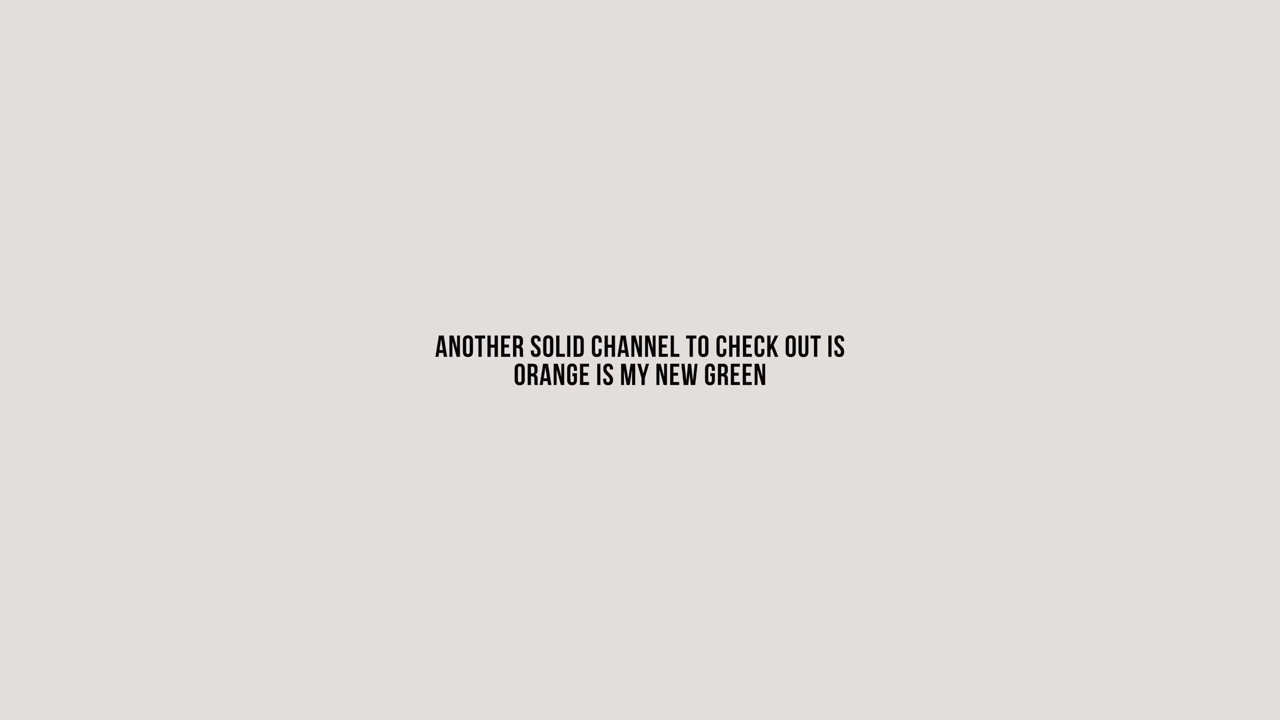 ANOTHER SOLID CHANNEL TO CHECK OUT IS
ORANGE IS MY NEW GREEN